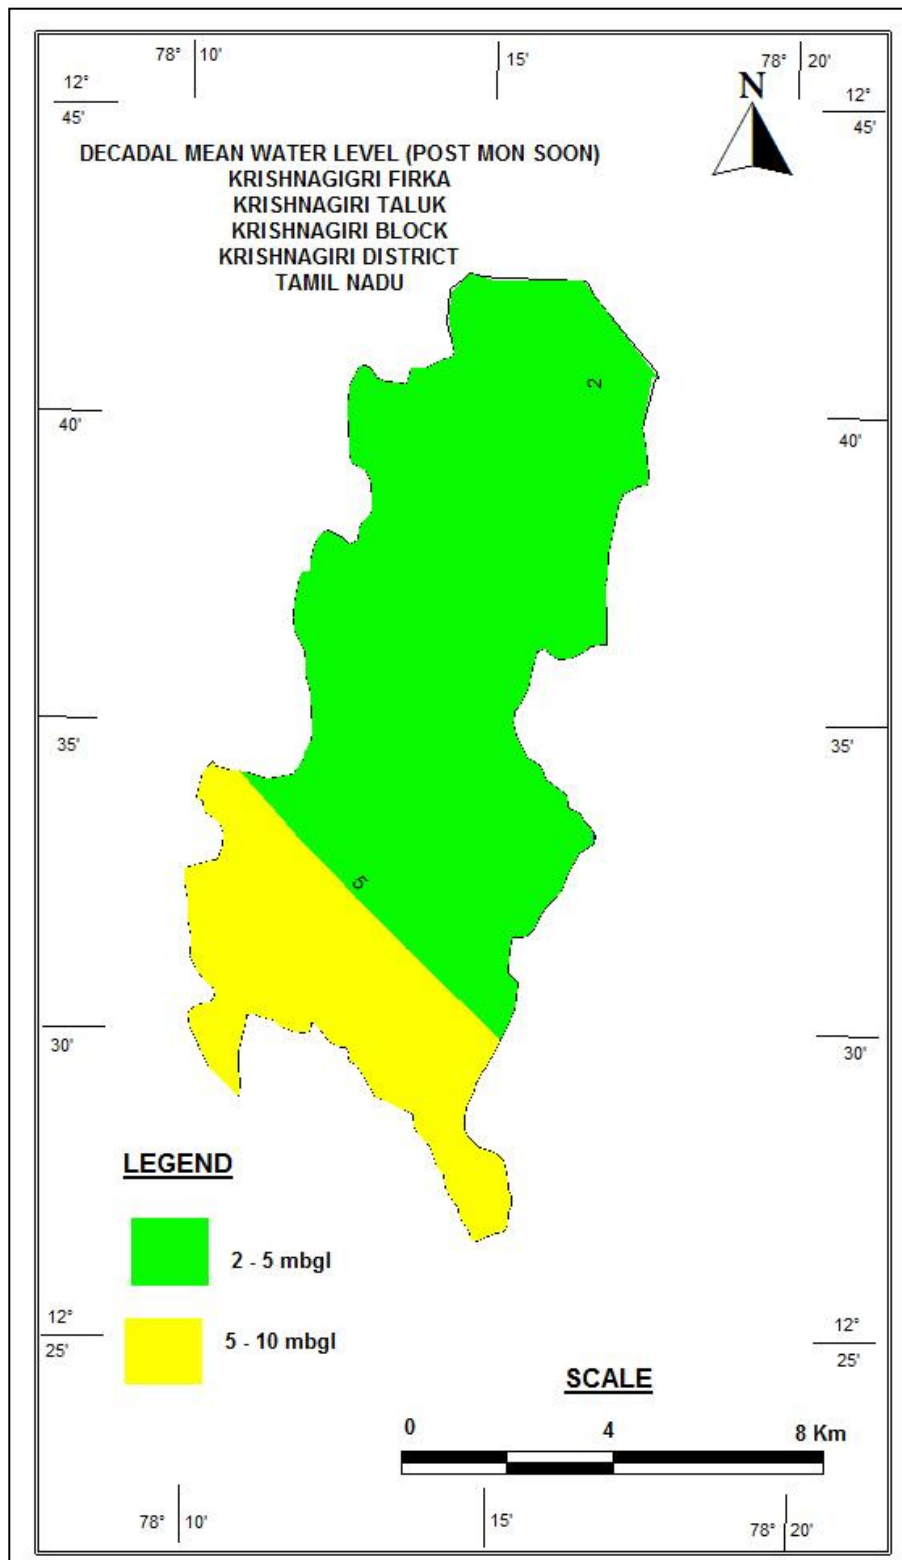 78° 10' 15' 78° 20'
12° 45' N 12° 45'
DECADAL MEAN WATER LEVEL (POST MON SOON)
KRISHNAGIGRI FIRKA
KRISHNAGIRI TALUK
KRISHNAGIRI BLOCK
KRISHNAGIRI DISTRICT
TAMIL NADU
2
40' 40'
35' 35'
5
30' 30'
LEGEND
2 - 5 mbgl
5 - 10 mbgl
12° 25' 12° 25'
SCALE
0 4 8 Km
78° 10' 15' 78° 20'